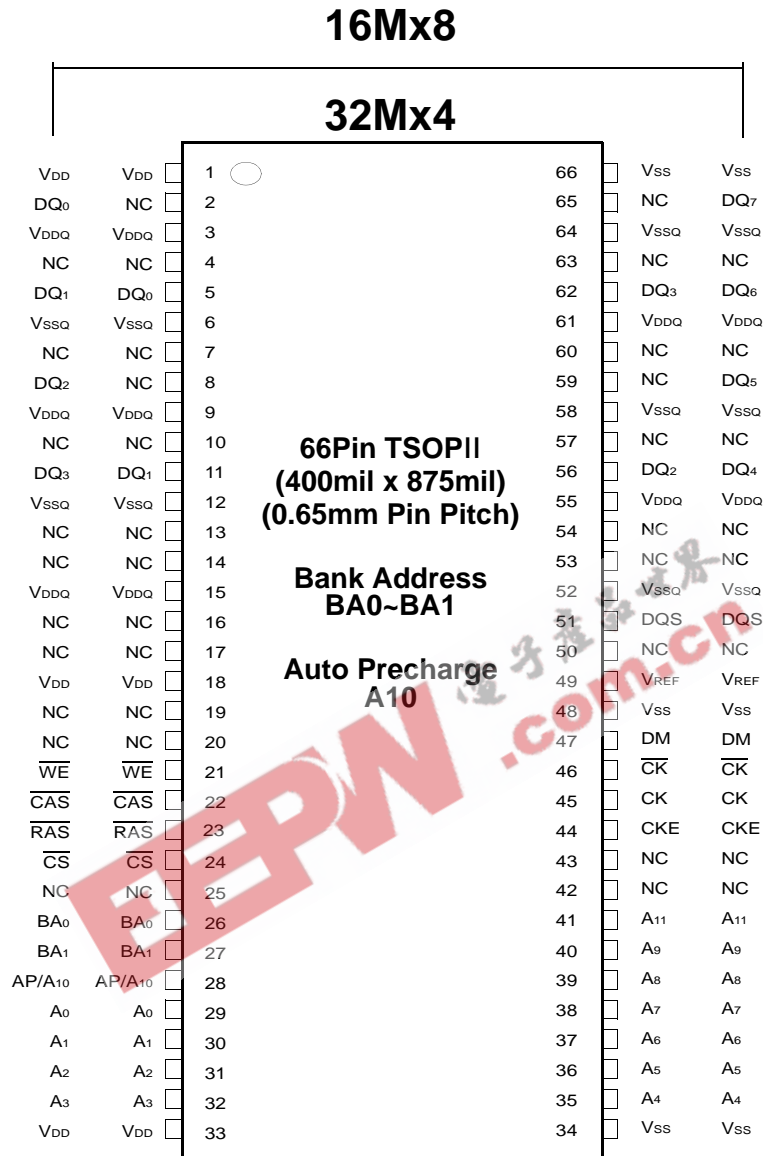 16Mx8
32Mx4
VDD VDD 1 66 VSS VSS
DQ0 NC 2 65 NC DQ7
VDDQ VDDQ 3 64 VSSQ VSSQ
NC NC 4 63 NC NC
DQ1 DQ0 5 62 DQ3 DQ6
VSSQ VSSQ 6 61 VDDQ VDDQ
NC NC 7 60 NC NC
DQ2 NC 8 59 NC DQ5
VDDQ VDDQ 9 58 VSSQ VSSQ
NC NC 10 57 NC NC
DQ3 DQ1 11 56 DQ2 DQ4
VSSQ VSSQ 12 55 VDDQ VDDQ
NC NC 13 54 NC NC
NC NC 14 53 NC NC
VDDQ VDDQ 15 52 VSSQ VSSQ
NC NC 16 51 DQS DQS
NC NC 17 50 NC NC
VDD VDD 18 49 VREF VREF
NC NC 19 48 VSS VSS
NC NC 20 47 DM DM
W̅E̅ W̅E̅ 21 46 C̅K̅ C̅K̅
C̅A̅S̅ C̅A̅S̅ 22 45 CK CK
R̅A̅S̅ R̅A̅S̅ 23 44 CKE CKE
C̅S̅ C̅S̅ 24 43 NC NC
NC NC 25 42 NC NC
BA0 BA0 26 41 A11 A11
BA1 BA1 27 40 A9 A9
AP/A10 AP/A10 28 39 A8 A8
A0 A0 29 38 A7 A7
A1 A1 30 37 A6 A6
A2 A2 31 36 A5 A5
A3 A3 32 35 A4 A4
VDD VDD 33 34 VSS VSS
66Pin TSOPII
(400mil x 875mil)
(0.65mm Pin Pitch)
Bank Address
BA0~BA1
Auto Precharge
A10
EEPW.com.cn
电子产品世界